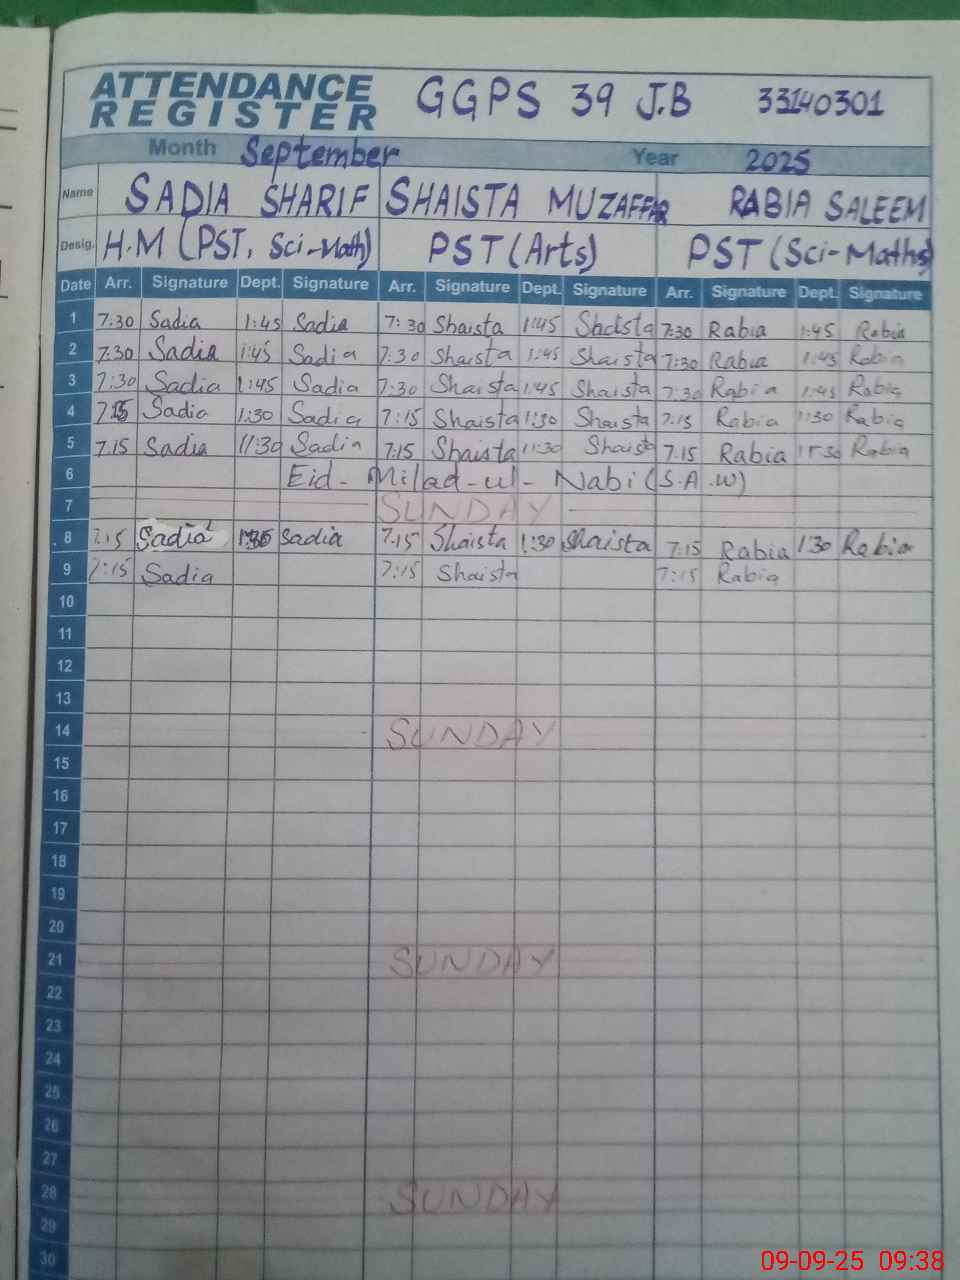 ATTENDANCE REGISTER GGPS 39 J.B 33140301
Month September Year 2025
Name SADIA SHARIF SHAISTA MUZAFFAR RABIA SALEEM
Desig. H.M (PST, Sci-Math) PST (Arts) PST (Sci-Maths)
Date Arr. Signature Dept. Signature Arr. Signature Dept. Signature Arr. Signature Dept. Signature
1 7:30 Sadia 1:45 Sadia 7:30 Shaista 1:45 Shaista 7:30 Rabia 1:45 Rabia
2 7:30 Sadia 1:45 Sadia 7:30 Shaista 1:45 Shaista 7:30 Rabia 1:45 Rabia
3 7:30 Sadia 1:45 Sadia 7:30 Shaista 1:45 Shaista 7:30 Rabia 1:45 Rabia
4 7:15 Sadia 1:30 Sadia 7:15 Shaista 1:30 Shaista 7:15 Rabia 1:30 Rabia
5 7.15 Sadia 11:30 Sadia 7:15 Shaista 11:30 Shaista 7.15 Rabia 11:30 Rabia
6 Eid- Milad-ul- Nabi (S.A.W)
7 SUNDAY
8 7.15 Sadia Sadia 7:15 Shaista 1:30 Shaista 7:15 Rabia 1:30 Rabia
9 7:15 Sadia 7:15 Shaista 7:15 Rabia
10
11
12
13
14 SUNDAY
15
16
17
18
19
20
21 SUNDAY
22
23
24
25
26
27
28 SUNDAY
29
30
09-09-25 09:38